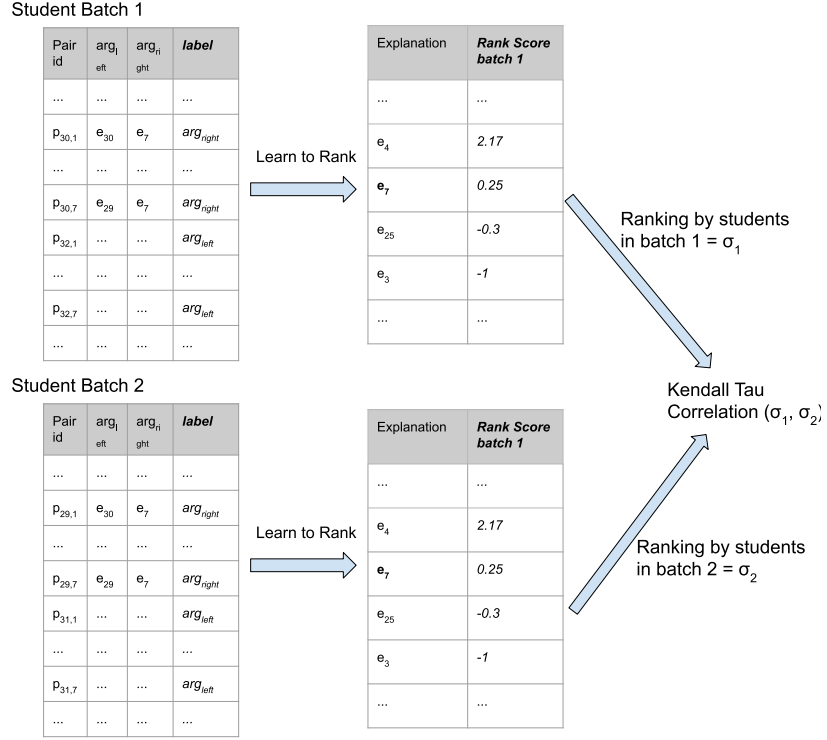 Student Batch 1
Pair id | arg_left | arg_right | label
... | ... | ... | ...
p_30,1 | e_30 | e_7 | arg_right
... | ... | ... | ...
p_30,7 | e_29 | e_7 | arg_right
p_32,1 | ... | ... | arg_left
... | ... | ... | ...
p_32,7 | ... | ... | arg_left
... | ... | ... | ...
Learn to Rank
Explanation | Rank Score batch 1
... | ...
e_4 | 2.17
e_7 | 0.25
e_25 | -0.3
e_3 | -1
... | ...
Ranking by students
in batch 1 = σ_1
Kendall Tau
Correlation (σ_1, σ_2)
Student Batch 2
Pair id | arg_left | arg_right | label
... | ... | ... | ...
p_29,1 | e_30 | e_7 | arg_right
... | ... | ... | ...
p_29,7 | e_29 | e_7 | arg_right
p_31,1 | ... | ... | arg_left
... | ... | ... | ...
p_31,7 | ... | ... | arg_left
... | ... | ... | ...
Learn to Rank
Explanation | Rank Score batch 1
... | ...
e_4 | 2.17
e_7 | 0.25
e_25 | -0.3
e_3 | -1
... | ...
Ranking by students
in batch 2 = σ_2